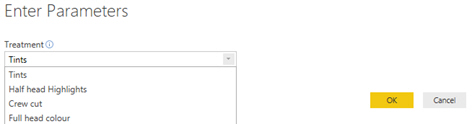 Enter Parameters
Treatment
Tints
Tints
Half head Highlights
Crew cut
Full head colour
OK Cancel